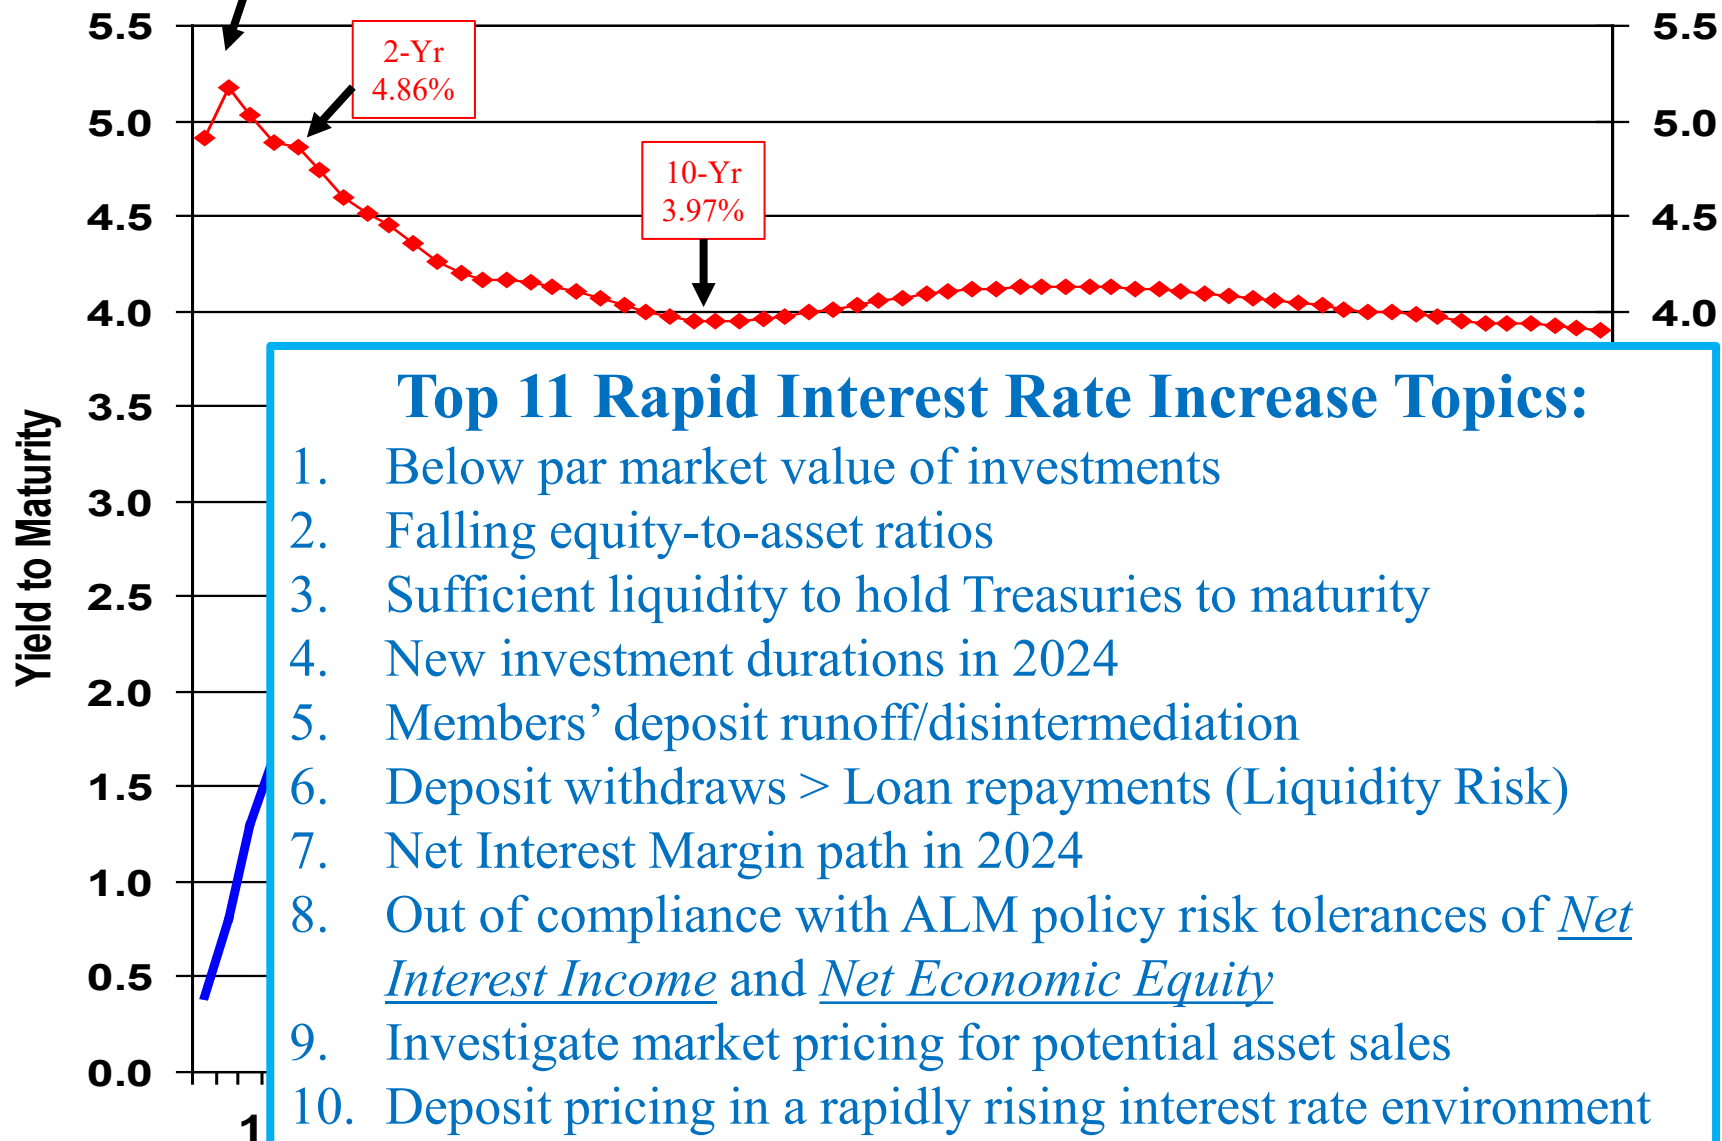 5.5
5.5
2-Yr
4.86%
5.0
5.0
10-Yr
3.97%
4.5
4.5
4.0
4.0
Yield to Maturity
3.5
3.0
2.5
2.0
1.5
1.0
0.5
0.0
1
Top 11 Rapid Interest Rate Increase Topics:
1. Below par market value of investments
2. Falling equity-to-asset ratios
3. Sufficient liquidity to hold Treasuries to maturity
4. New investment durations in 2024
5. Members’ deposit runoff/disintermediation
6. Deposit withdraws > Loan repayments (Liquidity Risk)
7. Net Interest Margin path in 2024
8. Out of compliance with ALM policy risk tolerances of Net
Interest Income and Net Economic Equity
9. Investigate market pricing for potential asset sales
10. Deposit pricing in a rapidly rising interest rate environment